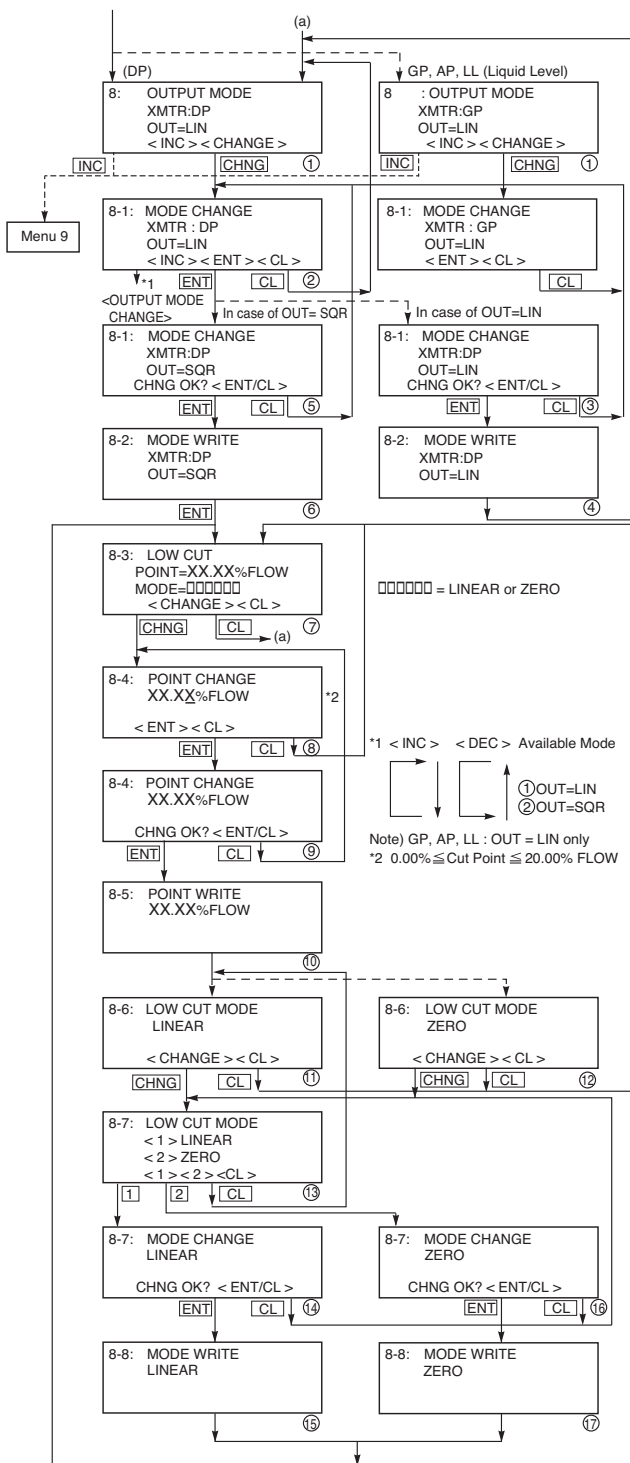 (a)
(DP)
GP, AP, LL (Liquid Level)
8: OUTPUT MODE
XMTR:DP
OUT=LIN
< INC > < CHANGE >
8 : OUTPUT MODE
XMTR:GP
OUT=LIN
< INC > < CHANGE >
INC
CHNG
①
INC
CHNG
①
Menu 9
8-1: MODE CHANGE
XMTR : DP
OUT=LIN
< INC > < ENT > < CL >
8-1: MODE CHANGE
XMTR : GP
OUT=LIN
< ENT > < CL >
*1
ENT
CL
②
CL
<OUTPUT MODE
CHANGE>
In case of OUT= SQR
In case of OUT=LIN
8-1: MODE CHANGE
XMTR:DP
OUT=SQR
CHNG OK? < ENT/CL >
8-1: MODE CHANGE
XMTR:DP
OUT=LIN
CHNG OK? < ENT/CL >
ENT
CL
⑤
ENT
CL
③
8-2: MODE WRITE
XMTR:DP
OUT=SQR
8-2: MODE WRITE
XMTR:DP
OUT=LIN
ENT
⑥
④
8-3: LOW CUT
POINT=XX.XX%FLOW
MODE=▯▯▯▯▯▯
< CHANGE > < CL >
▯▯▯▯▯▯ = LINEAR or ZERO
CHNG
CL
(a)
⑦
8-4: POINT CHANGE
XX.XX%FLOW
< ENT > < CL >
*2
ENT
CL
⑧
*1 < INC > < DEC > Available Mode
①OUT=LIN
②OUT=SQR
8-4: POINT CHANGE
XX.XX%FLOW
CHNG OK? < ENT/CL >
Note) GP, AP, LL : OUT = LIN only
*2 0.00%≦Cut Point ≦ 20.00% FLOW
ENT
CL
⑨
8-5: POINT WRITE
XX.XX%FLOW
⑩
8-6: LOW CUT MODE
LINEAR
< CHANGE > < CL >
8-6: LOW CUT MODE
ZERO
< CHANGE > < CL >
CHNG
CL
⑪
CHNG
CL
⑫
8-7: LOW CUT MODE
< 1 > LINEAR
< 2 > ZERO
< 1 > < 2 > <CL >
1
2
CL
⑬
8-7: MODE CHANGE
LINEAR
CHNG OK? < ENT/CL >
8-7: MODE CHANGE
ZERO
CHNG OK? < ENT/CL >
ENT
CL
⑭
ENT
CL
⑯
8-8: MODE WRITE
LINEAR
8-8: MODE WRITE
ZERO
⑮
⑰